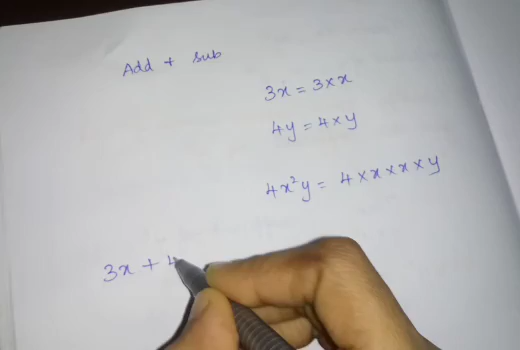 Add + sub
3x = 3×x
4y = 4×y
4x²y = 4×x×x×y
3x + 4